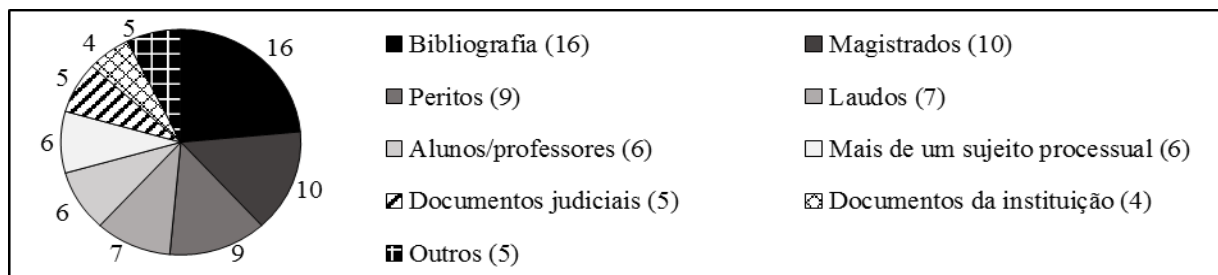 5
4
16
5
6
10
6
7
9
Bibliografia (16)
Magistrados (10)
Peritos (9)
Laudos (7)
Alunos/professores (6)
Mais de um sujeito processual (6)
Documentos judiciais (5)
Documentos da instituição (4)
Outros (5)